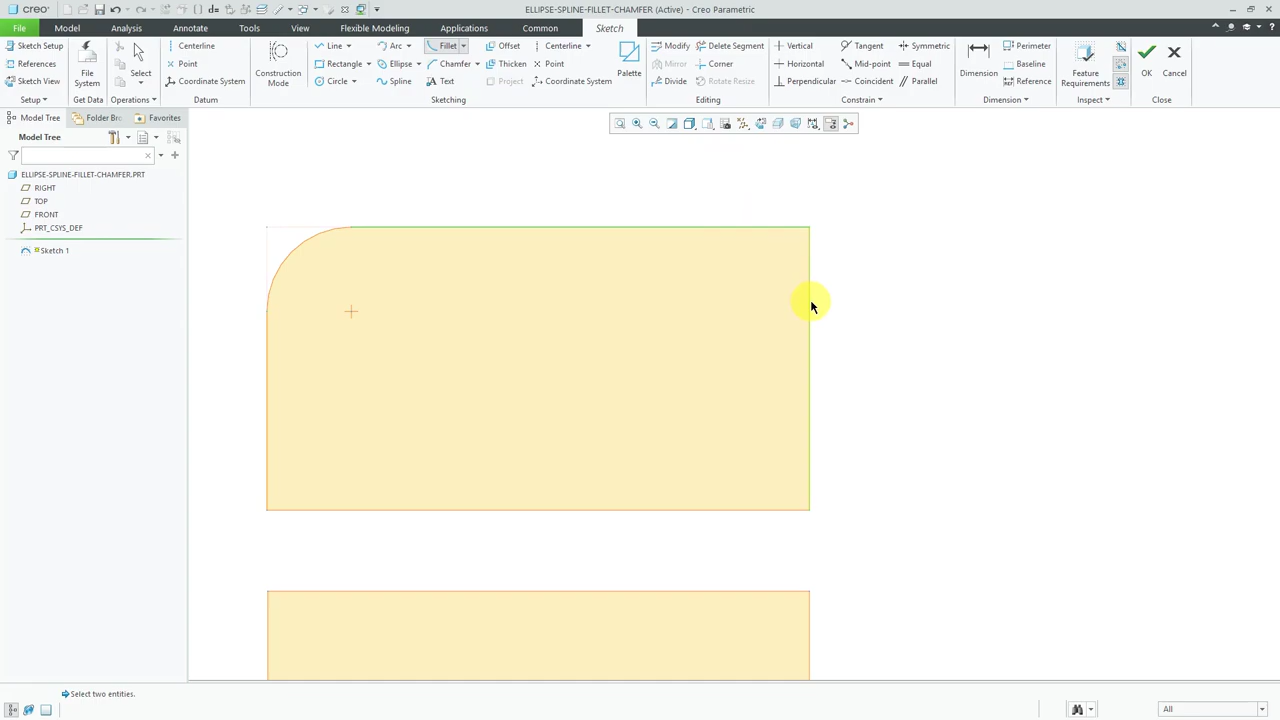 creo
ELLIPSE-SPLINE-FILLET-CHAMFER (Active) - Creo Parametric
File Model Analysis Annotate Tools View Flexible Modeling Applications Common Sketch
Sketch Setup
References
Sketch View
Setup
File System
Get Data
Select
Operations
Centerline
Point
Coordinate System
Datum
Construction Mode
Line Arc Fillet Offset Centerline
Rectangle Ellipse Chamfer Thicken Point
Circle Spline Text Project Coordinate System
Palette
Sketching
Modify Delete Segment
Mirror Corner
Divide Rotate Resize
Editing
Vertical Tangent Symmetric
Horizontal Mid-point Equal
Perpendicular Coincident Parallel
Constrain
Dimension
Perimeter
Baseline
Reference
Dimension
Feature Requirements
Inspect
OK
Cancel
Close
Model Tree Folder Br Favorites
Model Tree
ELLIPSE-SPLINE-FILLET-CHAMFER.PRT
RIGHT
TOP
FRONT
PRT_CSYS_DEF
Sketch 1
Select two entities.
All